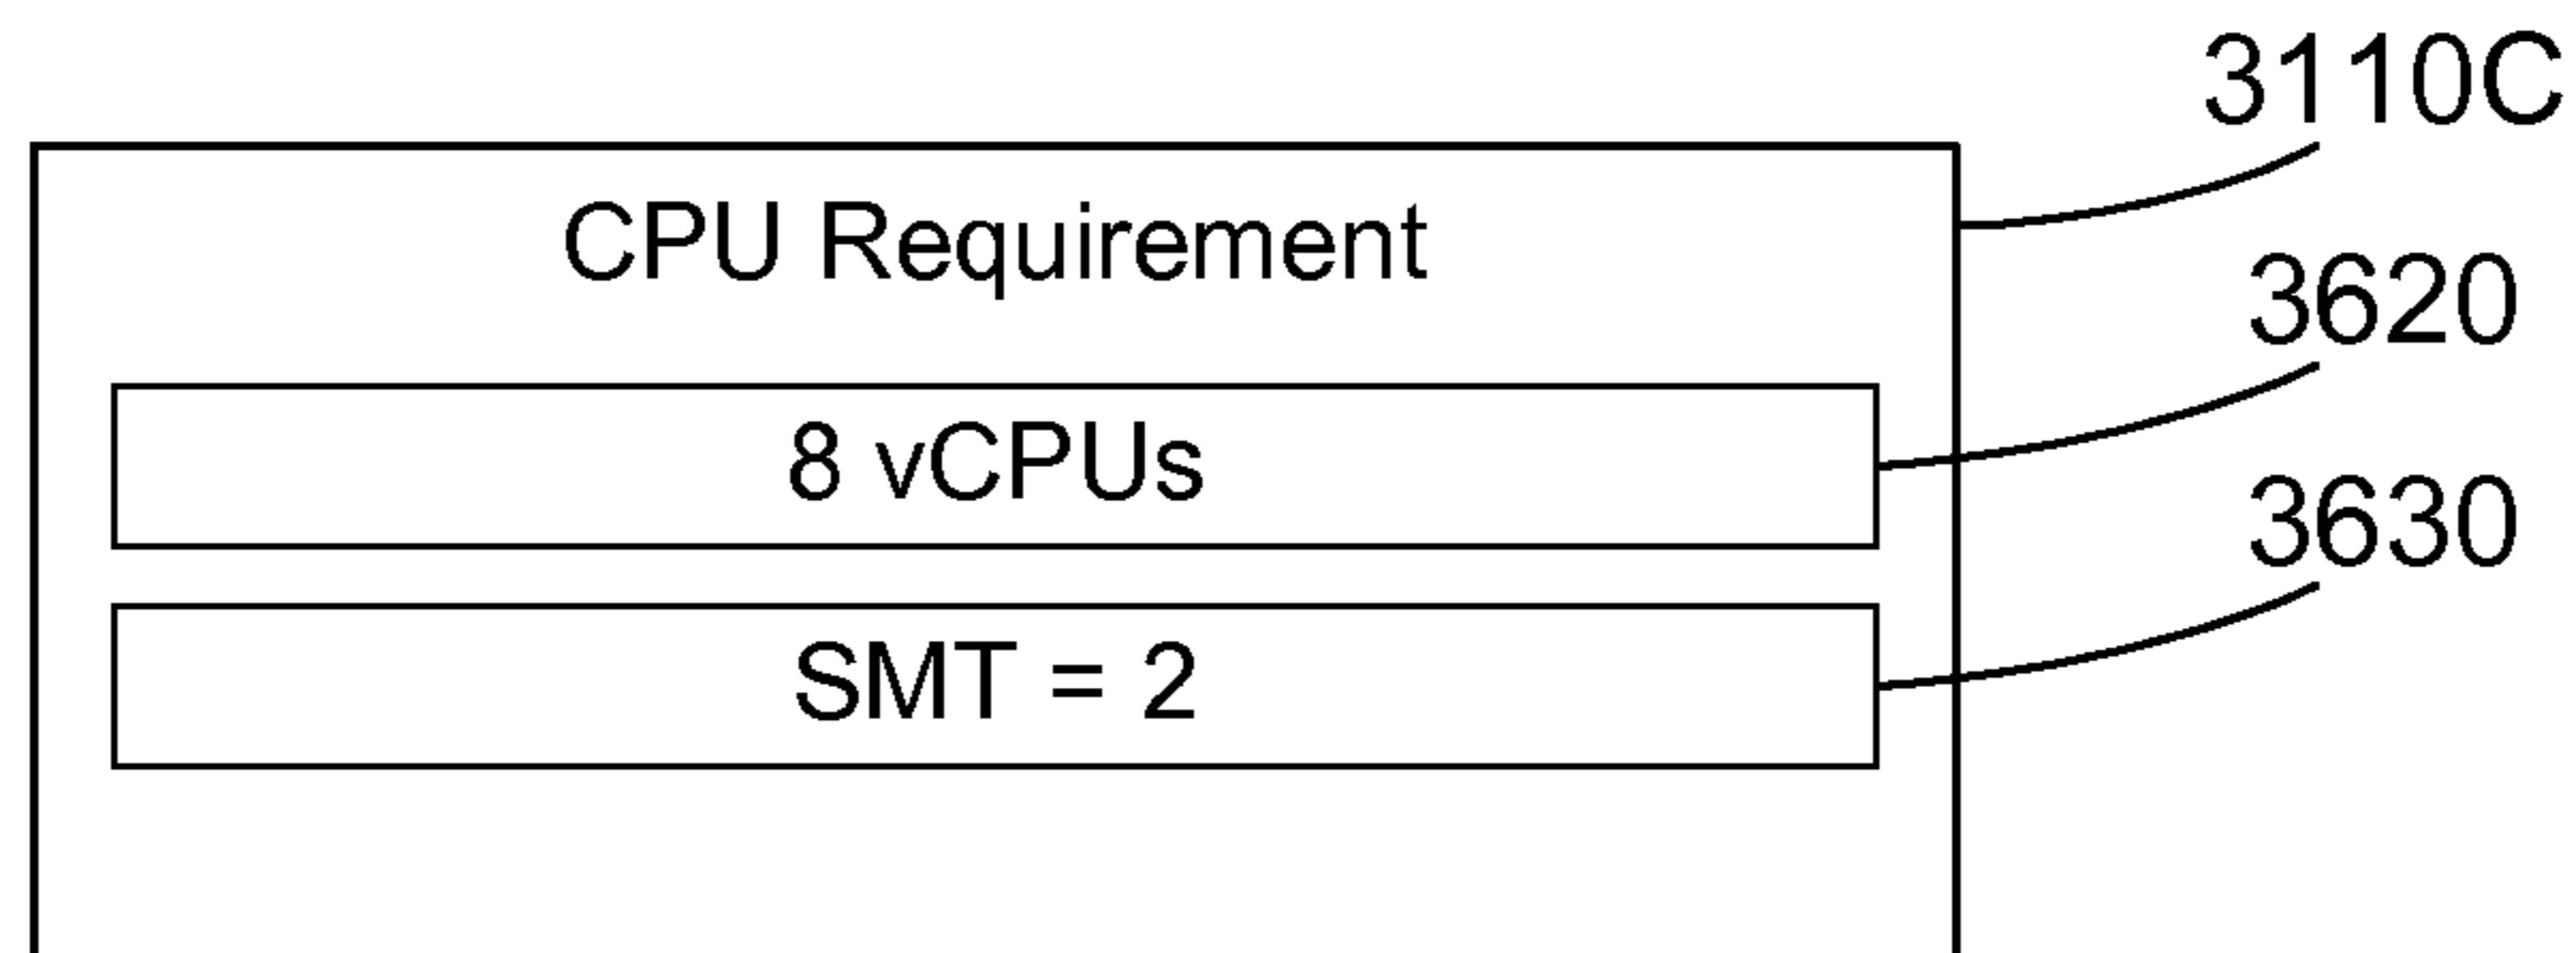 3110C
CPU Requirement
3620
8 vCPUs
3630
SMT = 2